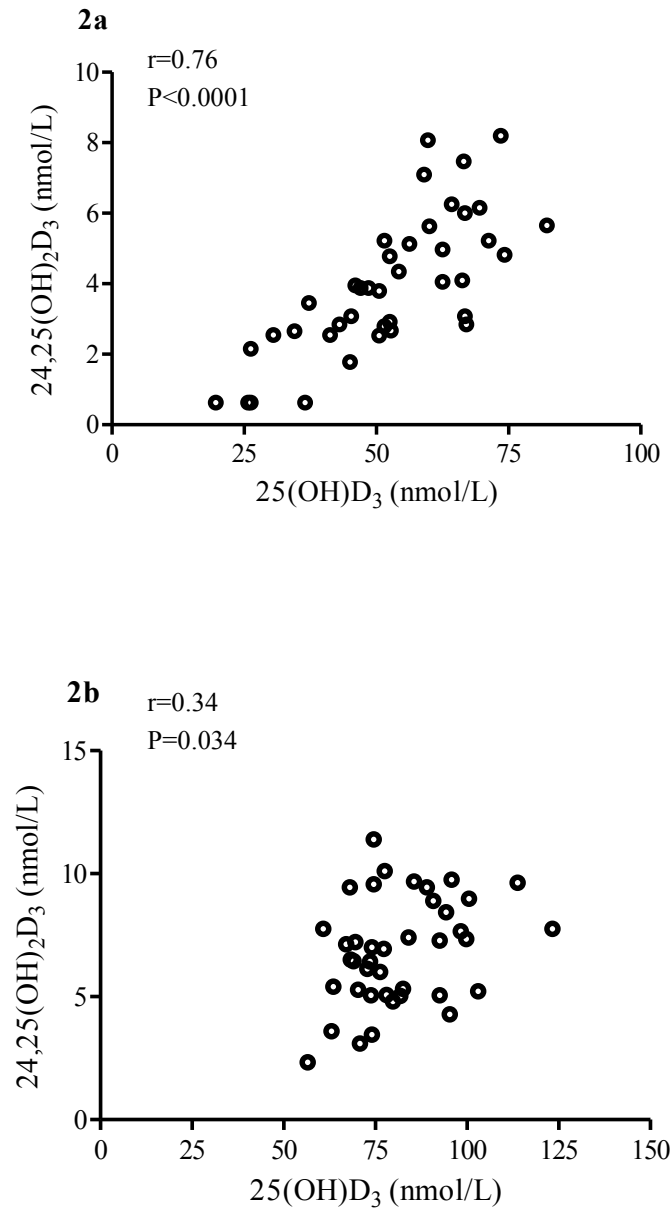 2a
r=0.76
P<0.0001
10
8
6
4
2
0
24,25(OH)₂D₃ (nmol/L)
0 25 50 75 100
25(OH)D₃ (nmol/L)
2b
r=0.34
P=0.034
15
10
5
0
24,25(OH)₂D₃ (nmol/L)
0 25 50 75 100 125 150
25(OH)D₃ (nmol/L)